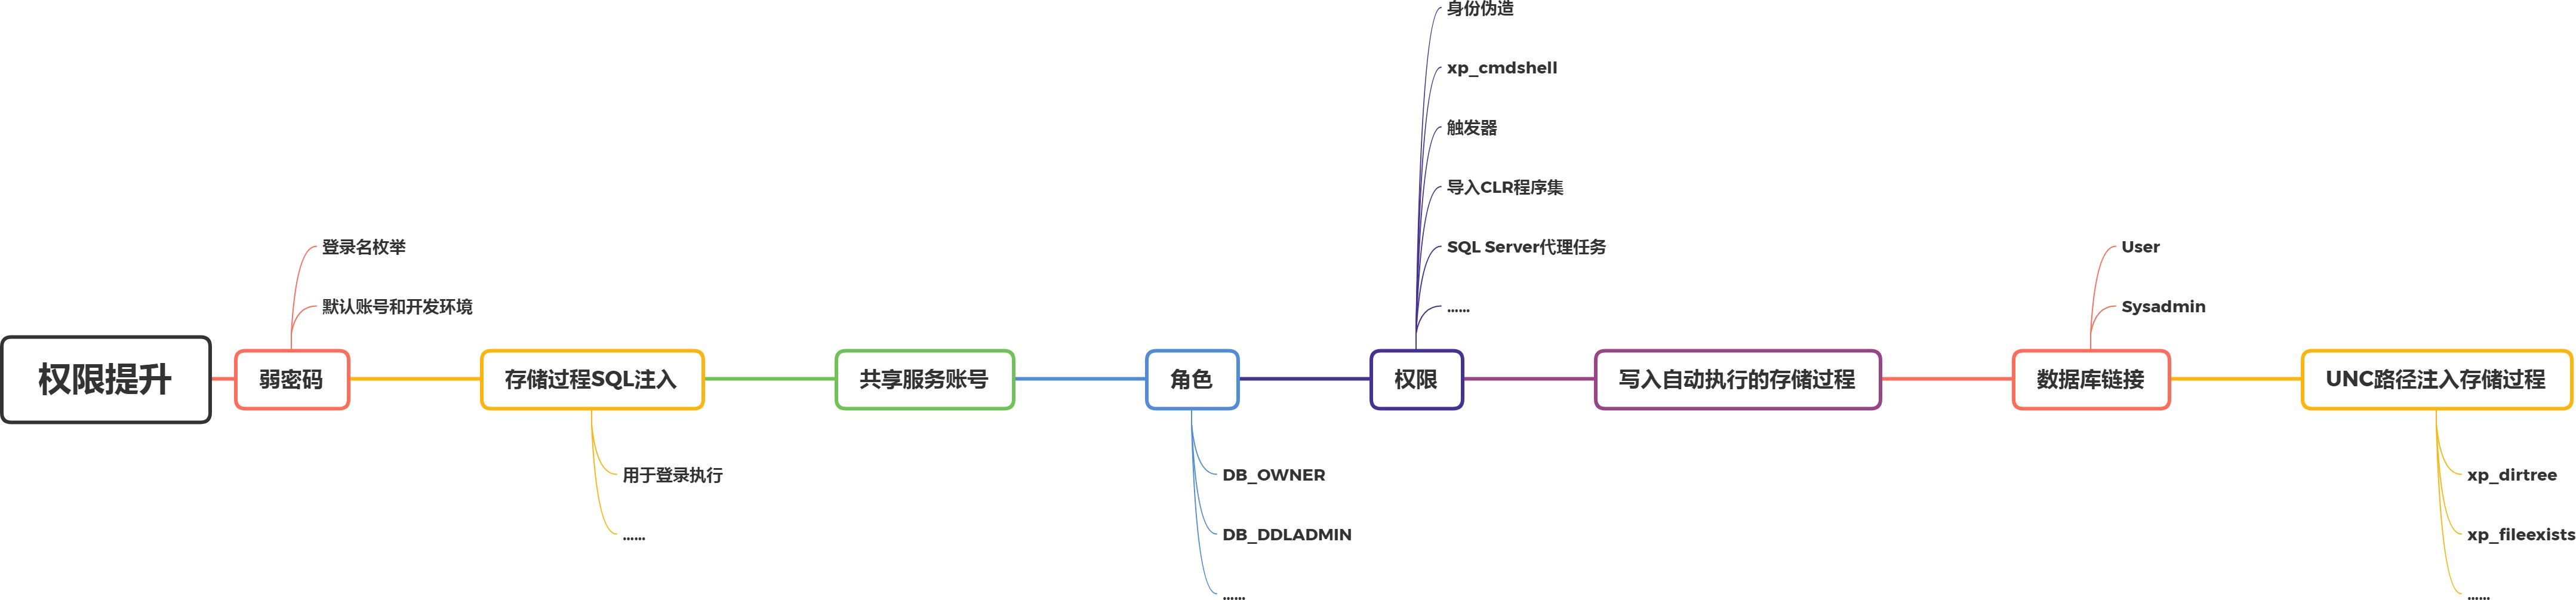 权限提升
弱密码
登录名枚举
默认账号和开发环境
存储过程SQL注入
用于登录执行
......
共享服务账号
角色
DB_OWNER
DB_DDLADMIN
......
权限
身份伪造
xp_cmdshell
触发器
导入CLR程序集
SQL Server代理任务
......
写入自动执行的存储过程
数据库链接
User
Sysadmin
UNC路径注入存储过程
xp_dirtree
xp_fileexists
......